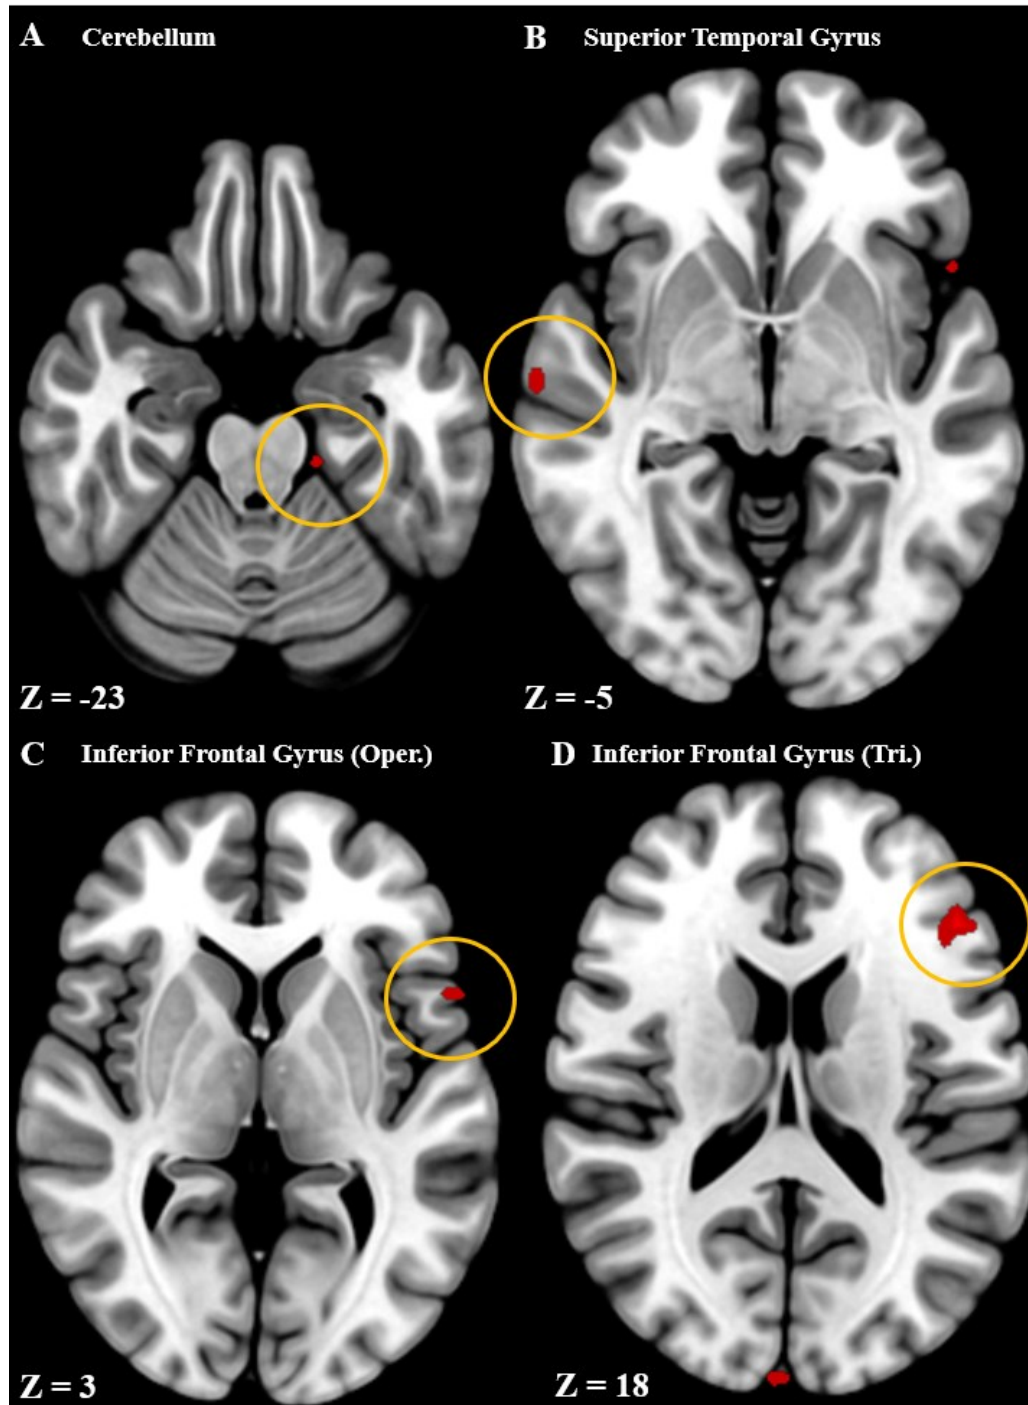 A Cerebellum
B Superior Temporal Gyrus
Z = -23
Z = -5
C Inferior Frontal Gyrus (Oper.)
D Inferior Frontal Gyrus (Tri.)
Z = 3
Z = 18